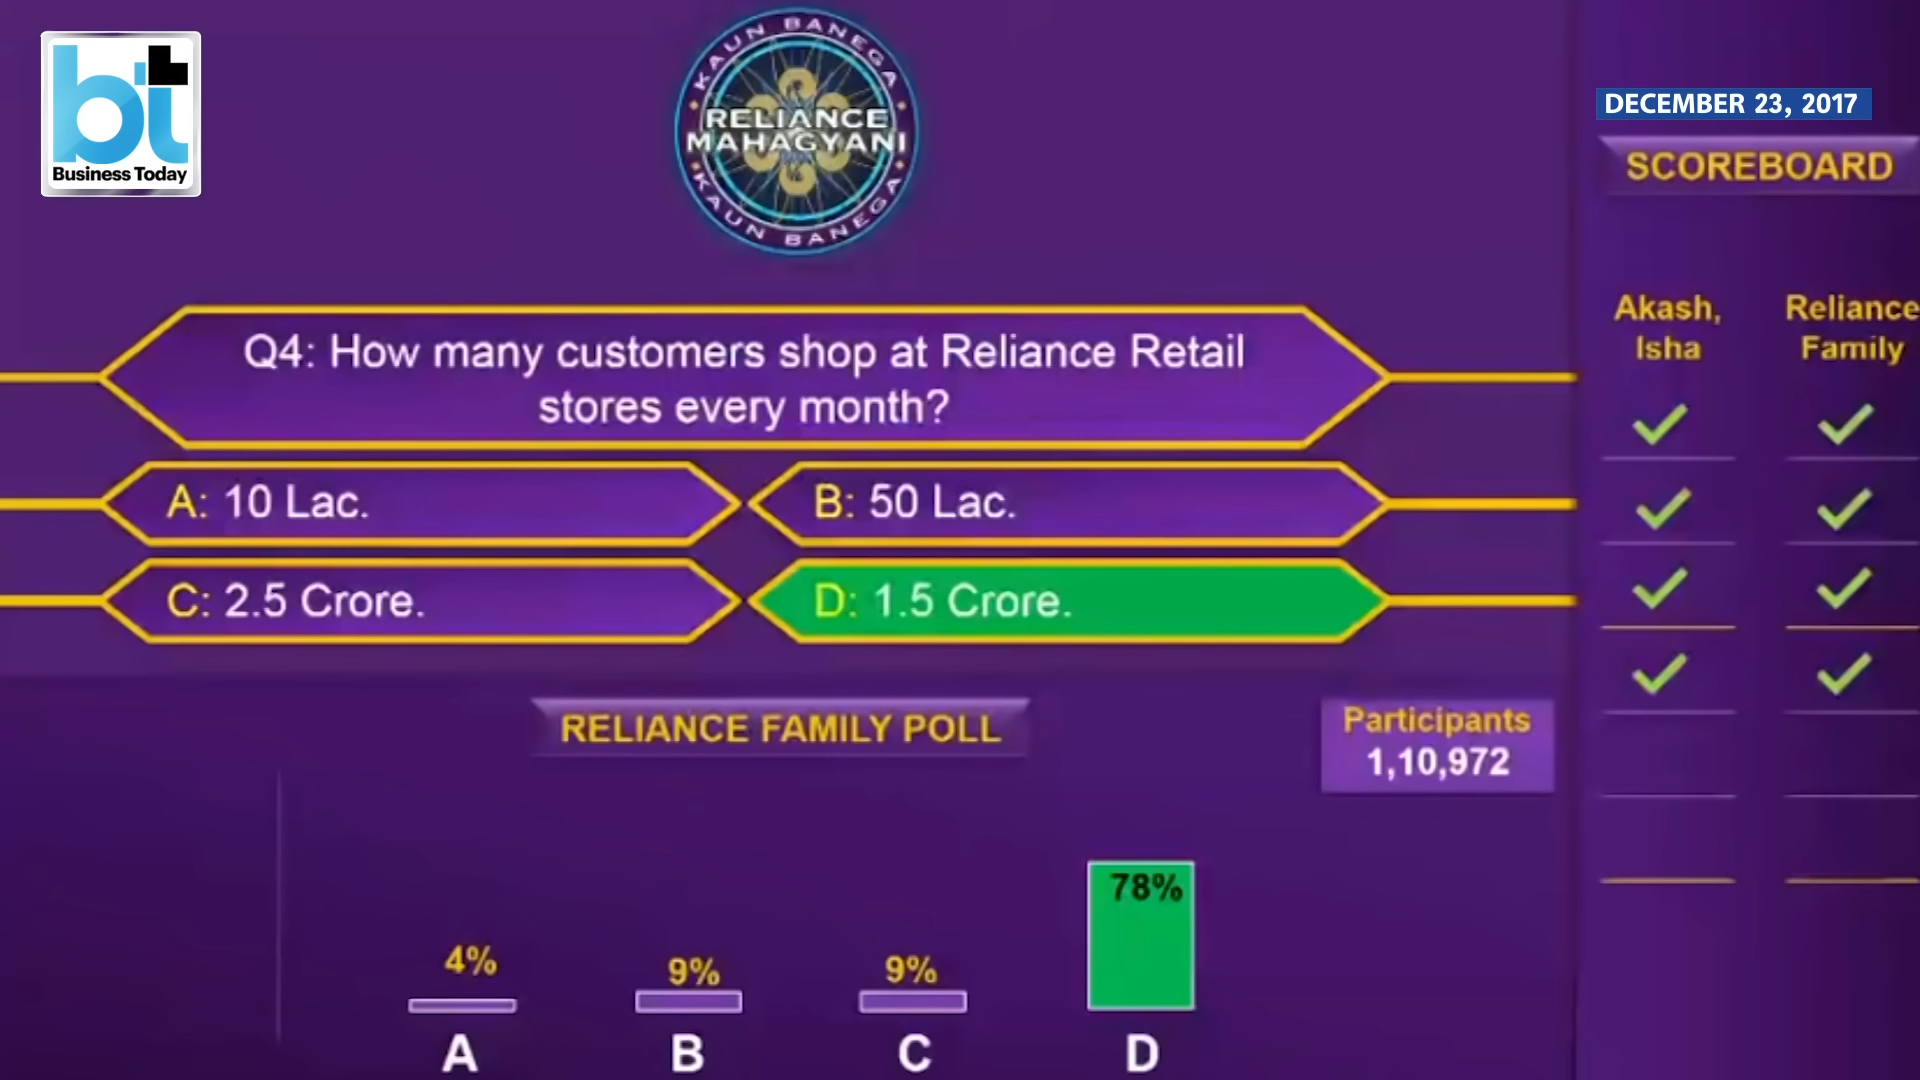 bt
Business Today
KAUN BANEGA
RELIANCE
MAHAGYANI
KAUN BANEGA
DECEMBER 23, 2017
SCOREBOARD
Akash,
Isha
Reliance
Family
Q4: How many customers shop at Reliance Retail
stores every month?
A: 10 Lac.
B: 50 Lac.
C: 2.5 Crore.
D: 1.5 Crore.
RELIANCE FAMILY POLL
Participants
1,10,972
4%
9%
9%
78%
A
B
C
D